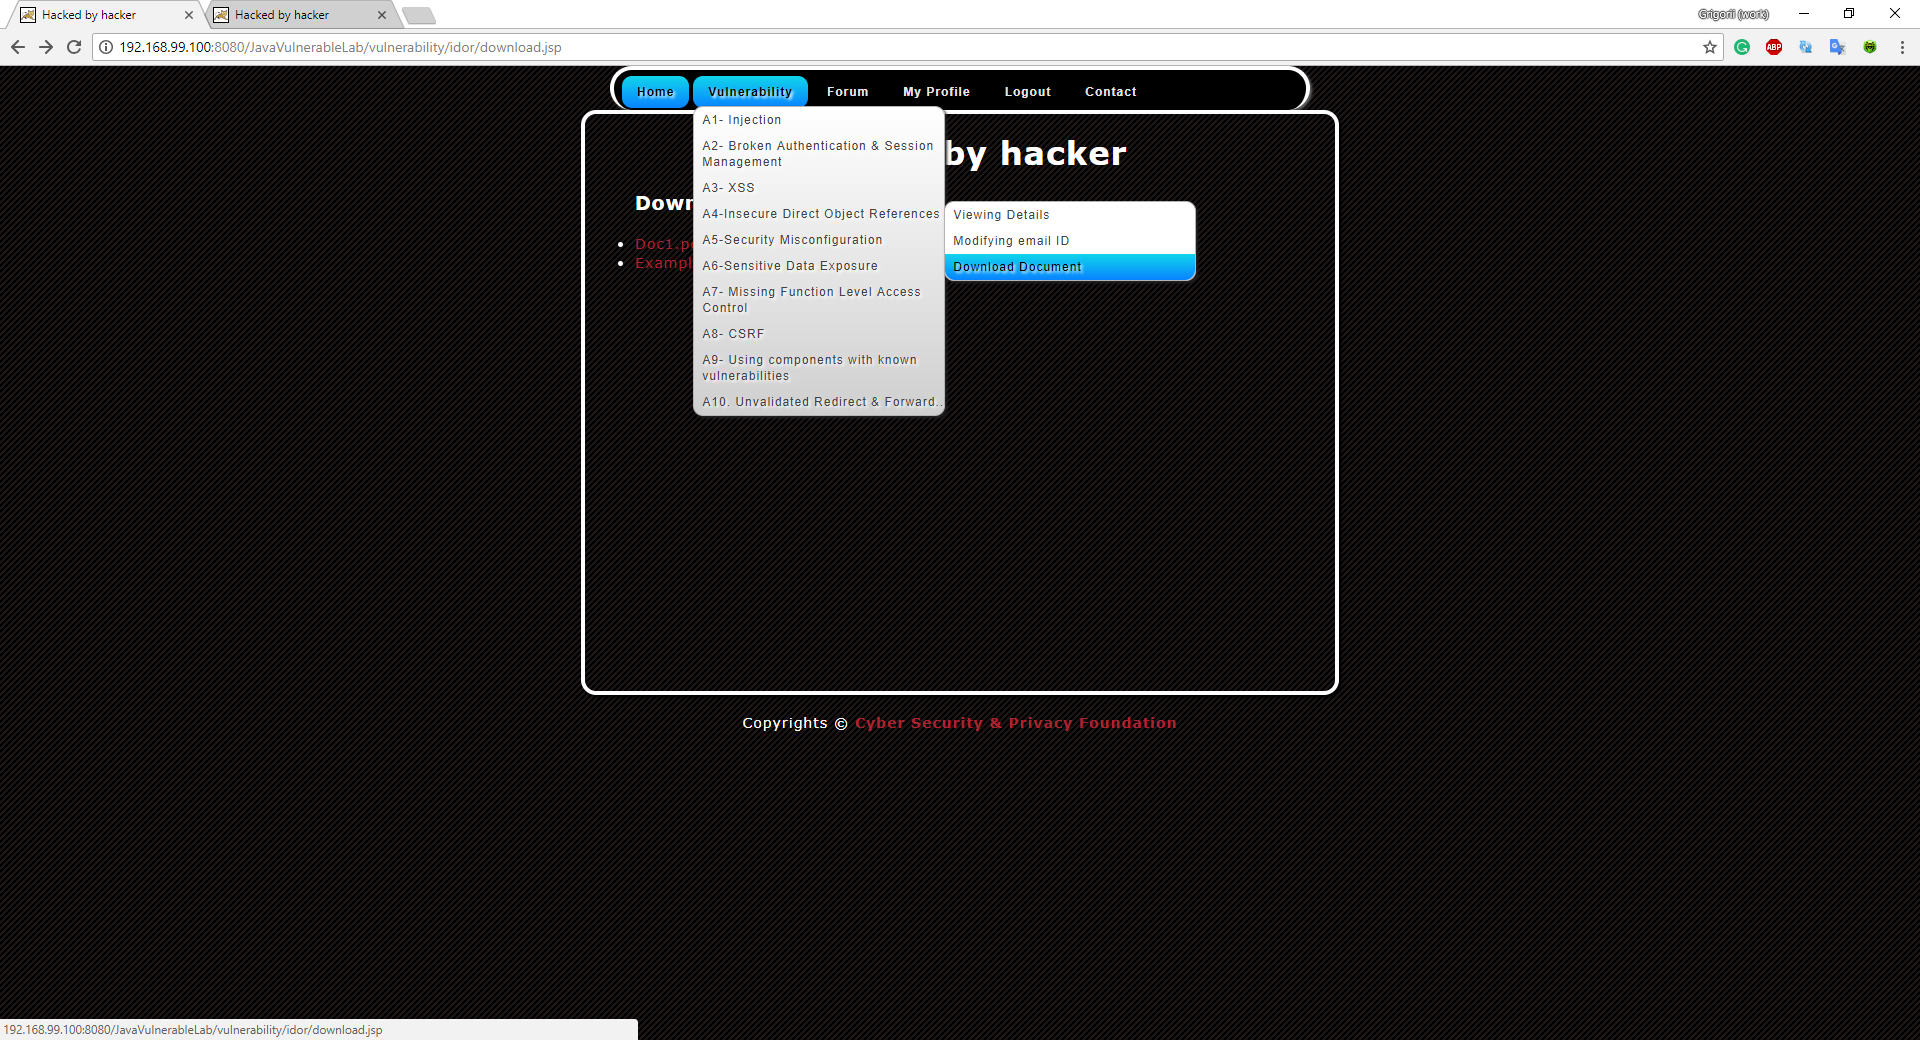 Hacked by hacker
Hacked by hacker
Grigorii (work)
192.168.99.100:8080/JavaVulnerableLab/vulnerability/idor/download.jsp
ABP
Home
Vulnerability
Forum
My Profile
Logout
Contact
A1- Injection
A2- Broken Authentication & Session
Management
A3- XSS
A4-Insecure Direct Object References
A5-Security Misconfiguration
A6-Sensitive Data Exposure
A7- Missing Function Level Access
Control
A8- CSRF
A9- Using components with known
vulnerabilities
A10. Unvalidated Redirect & Forward..
Viewing Details
Modifying email ID
Download Document
by hacker
Down
Doc1.p
Exampl
Copyrights © Cyber Security & Privacy Foundation
192.168.99.100:8080/JavaVulnerableLab/vulnerability/idor/download.jsp